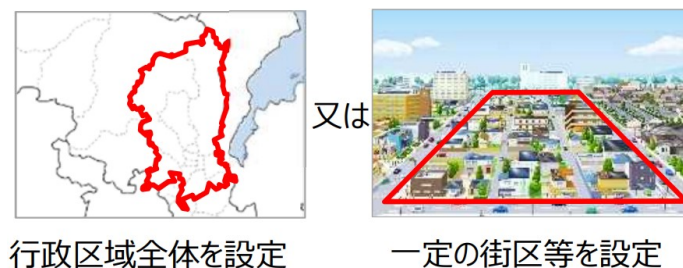 又は
行政区域全体を設定
一定の街区等を設定